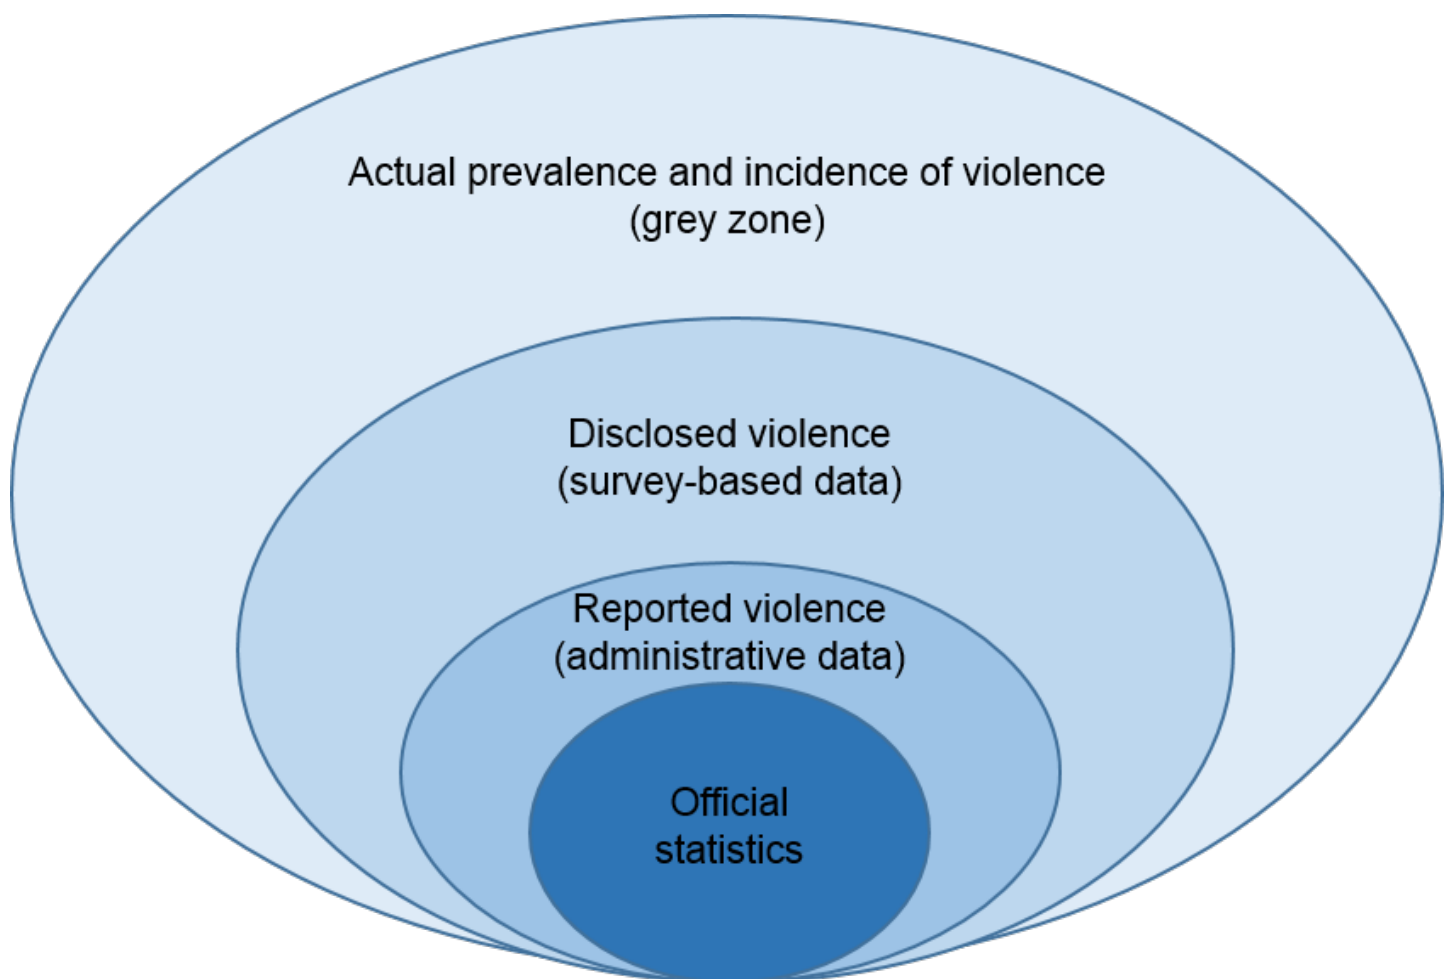 Actual prevalence and incidence of violence
(grey zone)
Disclosed violence
(survey-based data)
Reported violence
(administrative data)
Official
statistics